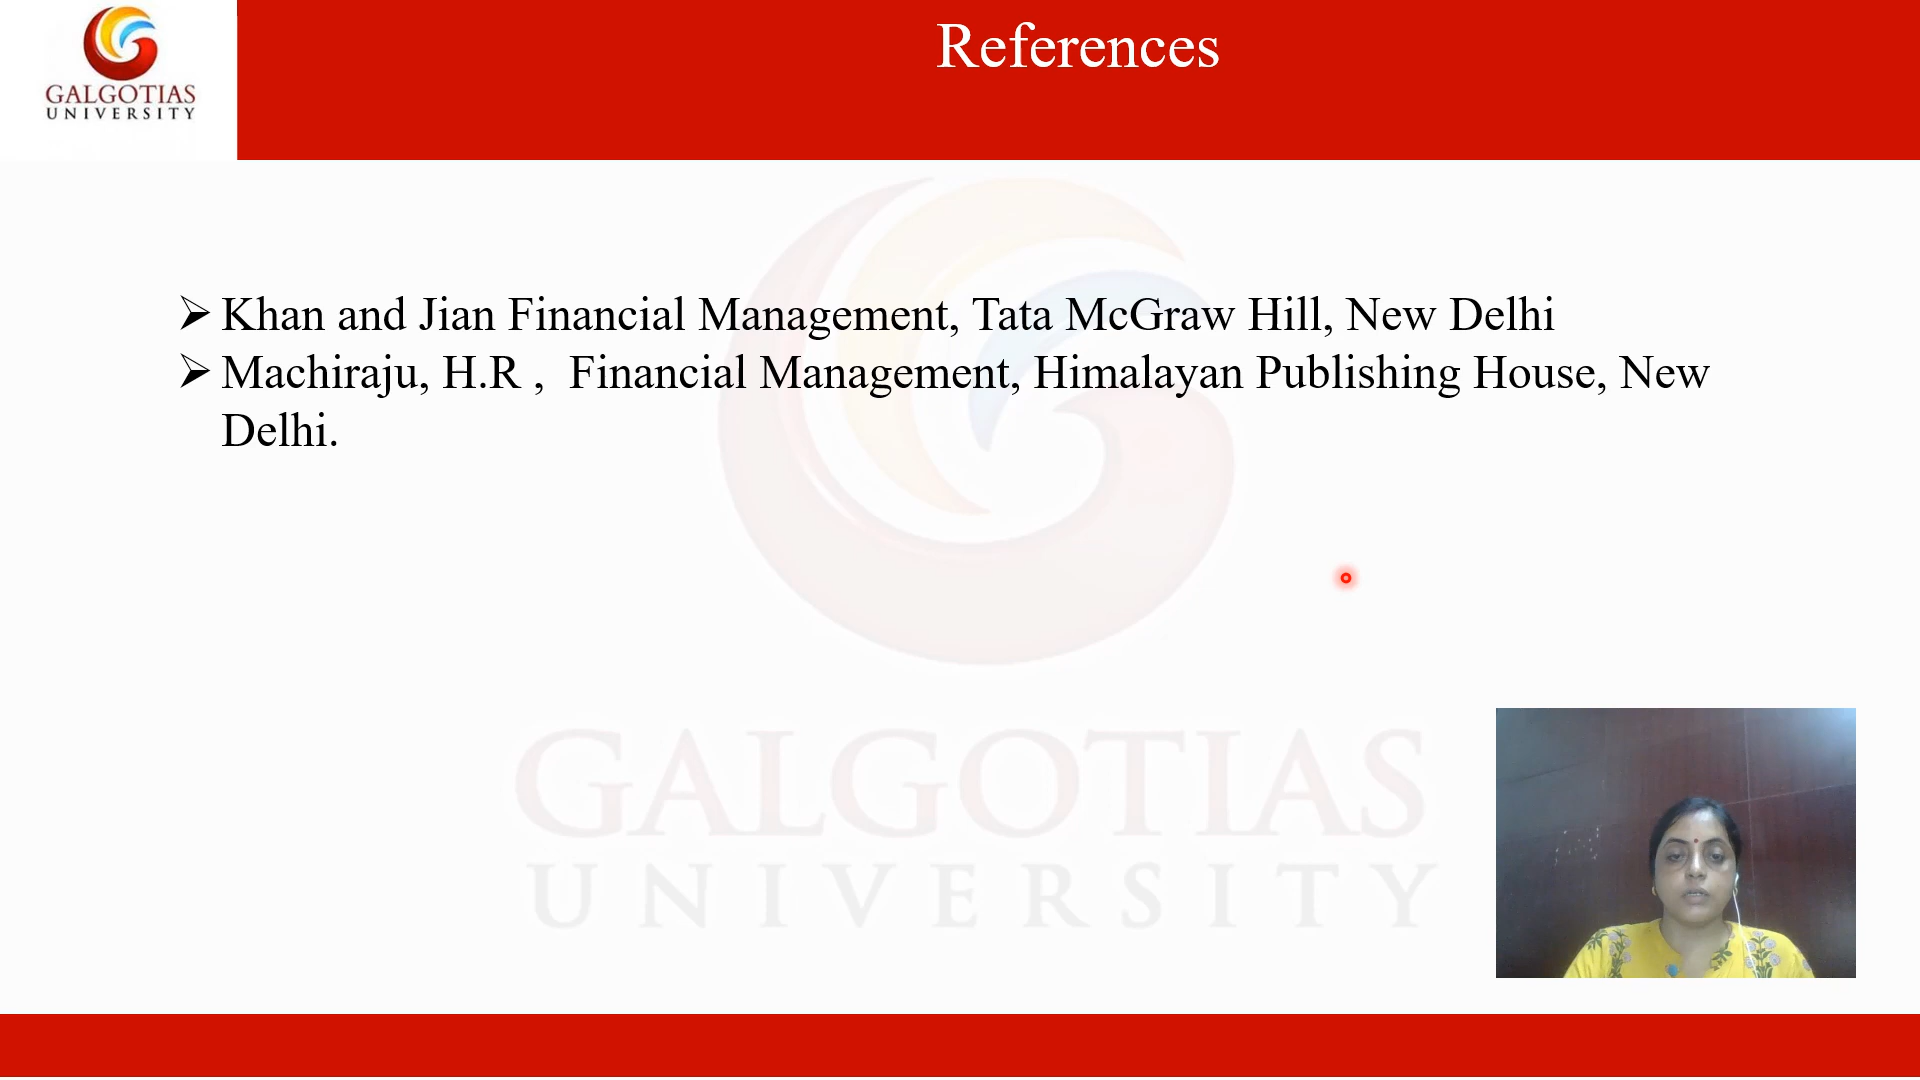 References
GALGOTIAS
UNIVERSITY
Khan and Jian Financial Management, Tata McGraw Hill, New Delhi
Machiraju, H.R ,  Financial Management, Himalayan Publishing House, New
Delhi.
GALGOTIAS
UNIVERSITY